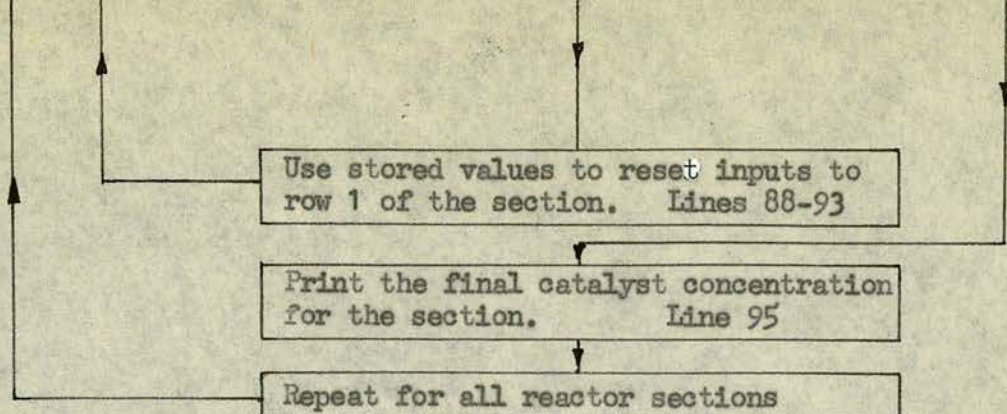 Use stored values to reset inputs to
row 1 of the section. Lines 88-93
Print the final catalyst concentration
for the section. Line 95
Repeat for all reactor sections